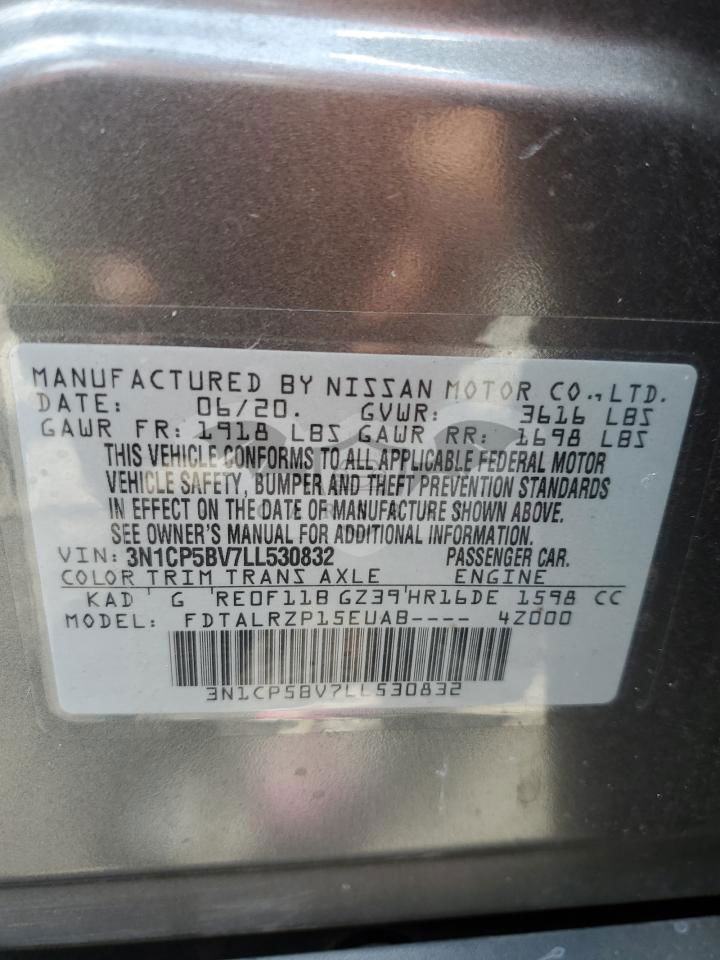 MANUFACTURED BY NISSAN MOTOR CO., LTD.
DATE: 06/20. GVWR: 3616 LBS
GAWR FR: 1918 LBS GAWR RR: 1698 LBS
THIS VEHICLE CONFORMS TO ALL APPLICABLE FEDERAL MOTOR
VEHICLE SAFETY, BUMPER AND THEFT PREVENTION STANDARDS
IN EFFECT ON THE DATE OF MANUFACTURE SHOWN ABOVE.
SEE OWNER'S MANUAL FOR ADDITIONAL INFORMATION.
VIN: 3N1CP5BV7LL530832 PASSENGER CAR.
COLOR TRIM TRANS AXLE ENGINE
KAD G RE0F11B GZ39 HR16DE 1598 CC
MODEL: FDTALRZP15EUAB---- 4Z000
3N1CP5BV7LL530832